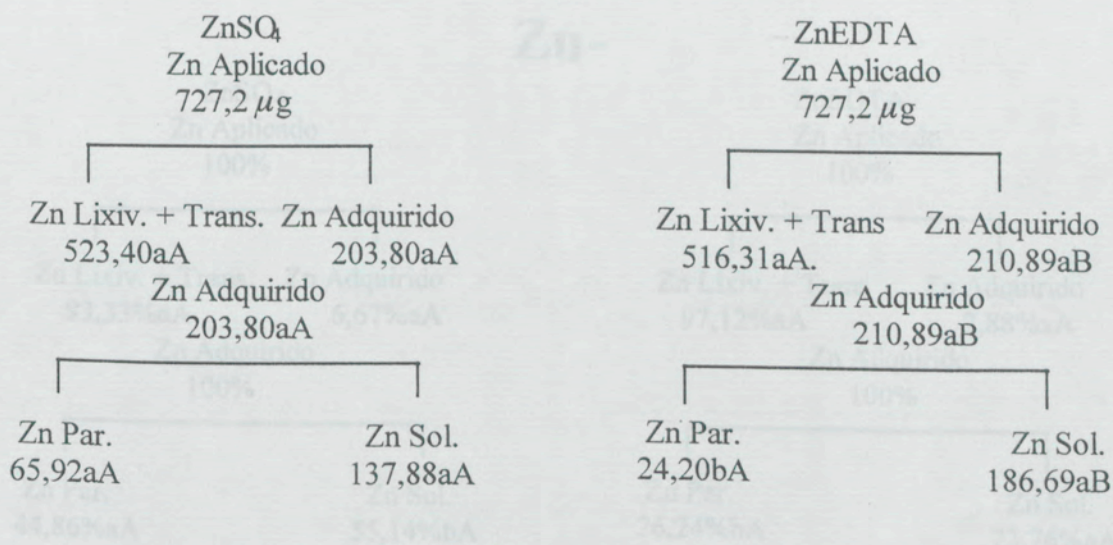 ZnSO4
Zn Aplicado
727,2 µg
Zn Lixiv. + Trans. Zn Adquirido
523,40aA 203,80aA
Zn Adquirido
203,80aA
Zn Par. Zn Sol.
65,92aA 137,88aA
ZnEDTA
Zn Aplicado
727,2 µg
Zn Lixiv. + Trans Zn Adquirido
516,31aA. 210,89aB
Zn Adquirido
210,89aB
Zn Par. Zn Sol.
24,20bA 186,69aB